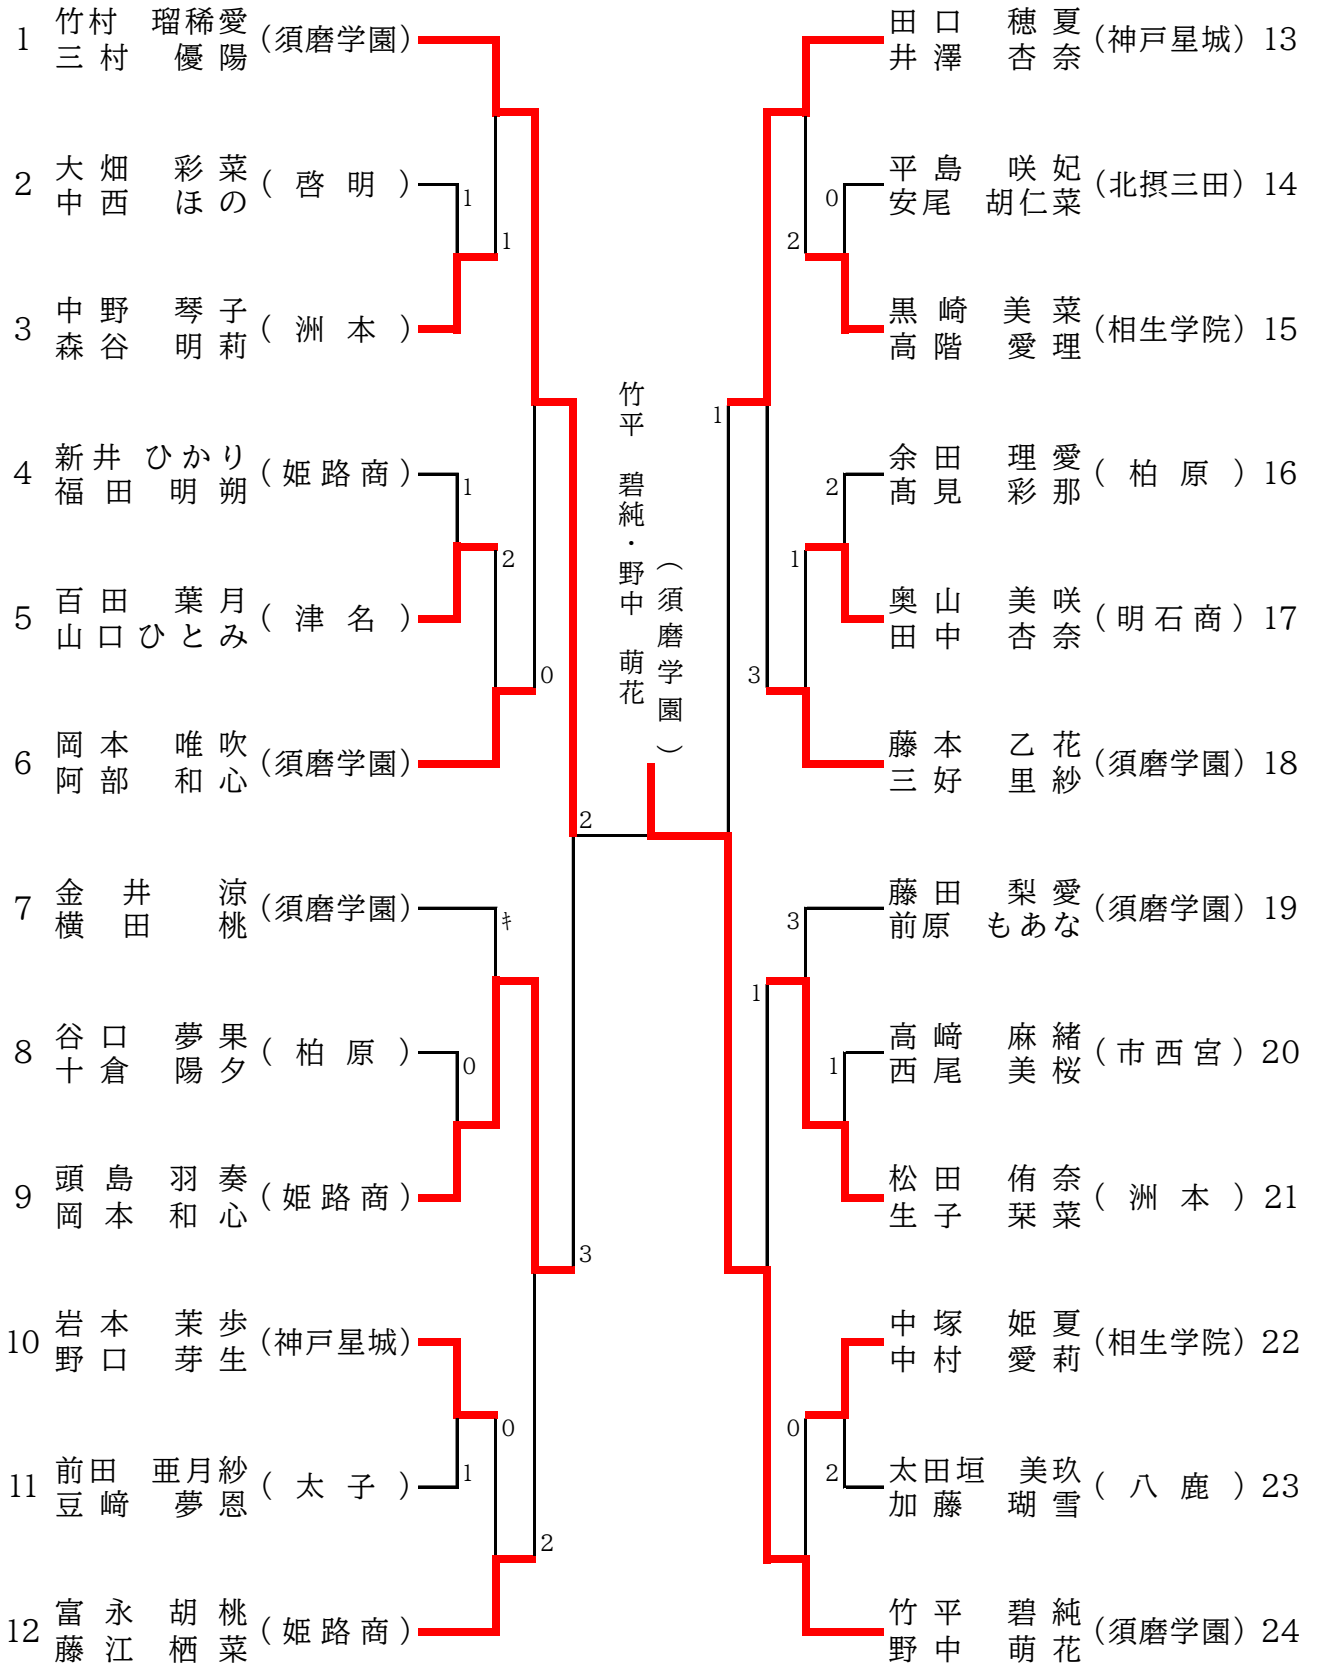 1 竹村 瑠稀愛 (須磨学園)
三村 優陽
2 大畑 彩菜 (啓明)
中西 ほの
3 中野 琴子 (洲本)
森谷 明莉
4 新井 ひかり (姫路商)
福田 明朔
5 百田 葉月 (津名)
山口 ひとみ
6 岡本 唯吹 (須磨学園)
阿部 和心
7 金井 涼 (須磨学園)
横田 桃
8 谷口 夢果 (柏原)
十倉 陽夕
9 頭島 羽奏 (姫路商)
岡本 和心
10 岩本 茉歩 (神戸星城)
野口 芽生
11 前田 亜月紗 (太子)
豆﨑 夢恩
12 富永 胡桃 (姫路商)
藤江 栖菜
1
1
1
2
0
2
ｷ
0
3
0
1
2
竹平 碧純・野中 萌花
(須磨学園)
田口 穂夏 (神戸星城) 13
井澤 杏奈
平島 咲妃 (北摂三田) 14
安尾 胡仁菜
黒崎 美菜 (相生学院) 15
高階 愛理
余田 理愛 (柏原) 16
髙見 彩那
奥山 美咲 (明石商) 17
田中 杏奈
藤本 乙花 (須磨学園) 18
三好 里紗
藤田 梨愛 (須磨学園) 19
前原 もあな
高﨑 麻緒 (市西宮) 20
西尾 美桜
松田 侑奈 (洲本) 21
生子 栞菜
中塚 姫夏 (相生学院) 22
中村 愛莉
太田垣 美玖 (八鹿) 23
加藤 瑚雪
竹平 碧純 (須磨学園) 24
野中 萌花
0
2
1
2
1
3
3
1
1
0
2